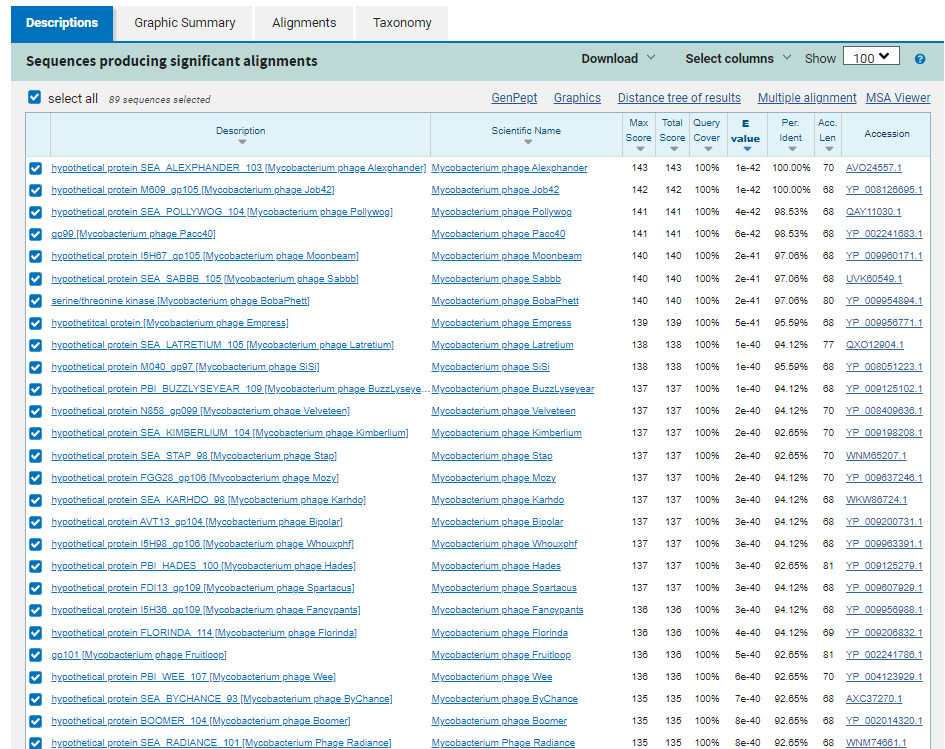 Descriptions Graphic Summary Alignments Taxonomy
Sequences producing significant alignments Download Select columns Show 100 ?
select all 89 sequences selected GenPept Graphics Distance tree of results Multiple alignment MSA Viewer
Description Scientific Name Max Score Total Score Query Cover E value Per. Ident Acc. Len Accession
hypothetical protein SEA_ALEXPHANDER_103 [Mycobacterium phage Alexphander] Mycobacterium phage Alexphander 143 143 100% 1e-42 100.00% 70 AVO24557.1
hypothetical protein M609_gp105 [Mycobacterium phage Job42] Mycobacterium phage Job42 142 142 100% 1e-42 100.00% 68 YP_008126695.1
hypothetical protein SEA_POLLYWOG_104 [Mycobacterium phage Pollywog] Mycobacterium phage Pollywog 141 141 100% 4e-42 98.53% 68 QAY11030.1
gp99 [Mycobacterium phage Pacc40] Mycobacterium phage Pacc40 141 141 100% 6e-42 98.53% 68 YP_002241683.1
hypothetical protein I5H67_gp105 [Mycobacterium phage Moonbeam] Mycobacterium phage Moonbeam 140 140 100% 2e-41 97.06% 68 YP_009960171.1
hypothetical protein SEA_SABBB_105 [Mycobacterium phage Sabbb] Mycobacterium phage Sabbb 140 140 100% 2e-41 97.06% 68 UVK60549.1
serine/threonine kinase [Mycobacterium phage BobaPhett] Mycobacterium phage BobaPhett 140 140 100% 2e-41 97.06% 80 YP_009954894.1
hypothetitcal protein [Mycobacterium phage Empress] Mycobacterium phage Empress 139 139 100% 5e-41 95.59% 68 YP_009956771.1
hypothetical protein SEA_LATRETIUM_105 [Mycobacterium phage Latretium] Mycobacterium phage Latretium 138 138 100% 1e-40 94.12% 77 QXO12904.1
hypothetical protein M040_gp97 [Mycobacterium phage SiSi] Mycobacterium phage SiSi 138 138 100% 1e-40 95.59% 68 YP_008051223.1
hypothetical protein PBI_BUZZLYSEYEAR_109 [Mycobacterium phage BuzzLyseye... Mycobacterium phage BuzzLyseyear 137 137 100% 1e-40 94.12% 68 YP_009125102.1
hypothetical protein N858_gp099 [Mycobacterium phage Velveteen] Mycobacterium phage Velveteen 137 137 100% 2e-40 94.12% 70 YP_008409636.1
hypothetical protein SEA_KIMBERLIUM_104 [Mycobacterium phage Kimberlium] Mycobacterium phage Kimberlium 137 137 100% 2e-40 92.65% 70 YP_009198208.1
hypothetical protein SEA_STAP_98 [Mycobacterium phage Stap] Mycobacterium phage Stap 137 137 100% 2e-40 92.65% 70 WNM65207.1
hypothetical protein FGG28_gp106 [Mycobacterium phage Mozy] Mycobacterium phage Mozy 137 137 100% 2e-40 94.12% 70 YP_009637246.1
hypothetical protein SEA_KARHDO_98 [Mycobacterium phage Karhdo] Mycobacterium phage Karhdo 137 137 100% 3e-40 94.12% 68 WKW86724.1
hypothetical protein AVT13_gp104 [Mycobacterium phage Bipolar] Mycobacterium phage Bipolar 137 137 100% 3e-40 94.12% 68 YP_009200731.1
hypothetical protein I5H98_gp106 [Mycobacterium phage Whouxphf] Mycobacterium phage Whouxphf 137 137 100% 3e-40 94.12% 68 YP_009963391.1
hypothetical protein PBI_HADES_100 [Mycobacterium phage Hades] Mycobacterium phage Hades 137 137 100% 3e-40 92.65% 81 YP_009125279.1
hypothetical protein FDI13_gp109 [Mycobacterium phage Spartacus] Mycobacterium phage Spartacus 137 137 100% 3e-40 94.12% 68 YP_009607929.1
hypothetical protein I5H36_gp109 [Mycobacterium phage Fancypants] Mycobacterium phage Fancypants 136 136 100% 3e-40 94.12% 68 YP_009956988.1
hypothetical protein FLORINDA_114 [Mycobacterium phage Florinda] Mycobacterium phage Florinda 136 136 100% 4e-40 94.12% 69 YP_009206832.1
gp101 [Mycobacterium phage Fruitloop] Mycobacterium phage Fruitloop 136 136 100% 5e-40 92.65% 81 YP_002241786.1
hypothetical protein PBI_WEE_107 [Mycobacterium phage Wee] Mycobacterium phage Wee 136 136 100% 6e-40 92.65% 70 YP_004123929.1
hypothetical protein SEA_BYCHANCE_93 [Mycobacterium phage ByChance] Mycobacterium phage ByChance 135 135 100% 7e-40 92.65% 68 AXC37270.1
hypothetical protein BOOMER_104 [Mycobacterium phage Boomer] Mycobacterium phage Boomer 135 135 100% 8e-40 92.65% 68 YP_002014320.1
hypothetical protein SEA_RADIANCE_101 [Mycobacterium Phage Radiance] Mycobacterium Phage Radiance 135 135 100% 8e-40 92.65% 68 WNM74661.1